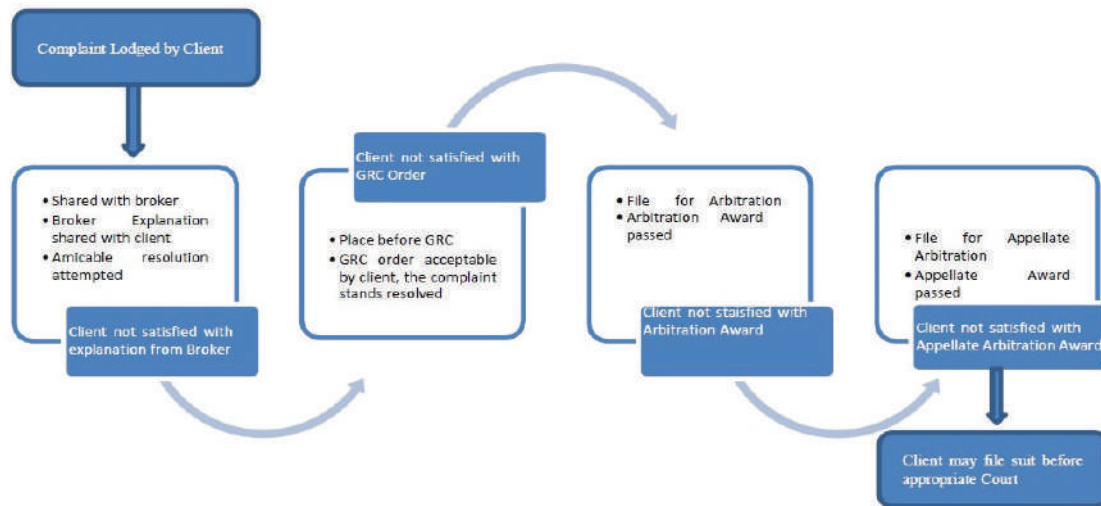 Complaint Lodged by Client
• Shared with broker
• Broker Explanation
shared with client
• Amicable resolution
attempted
Client not satisfied with
explanation from Broker
Client not satisfied with
GRC Order
• Place before GRC
• GRC order acceptable
by client, the complaint
stands resolved
• File for Arbitration
• Arbitration Award
passed
Client not staisfied with
Arbitration Award
• File for Appellate
Arbitration
• Appellate Award
passed
Client not satisfied with
Appellate Arbitration Award
Client may file suit before
appropriate Court